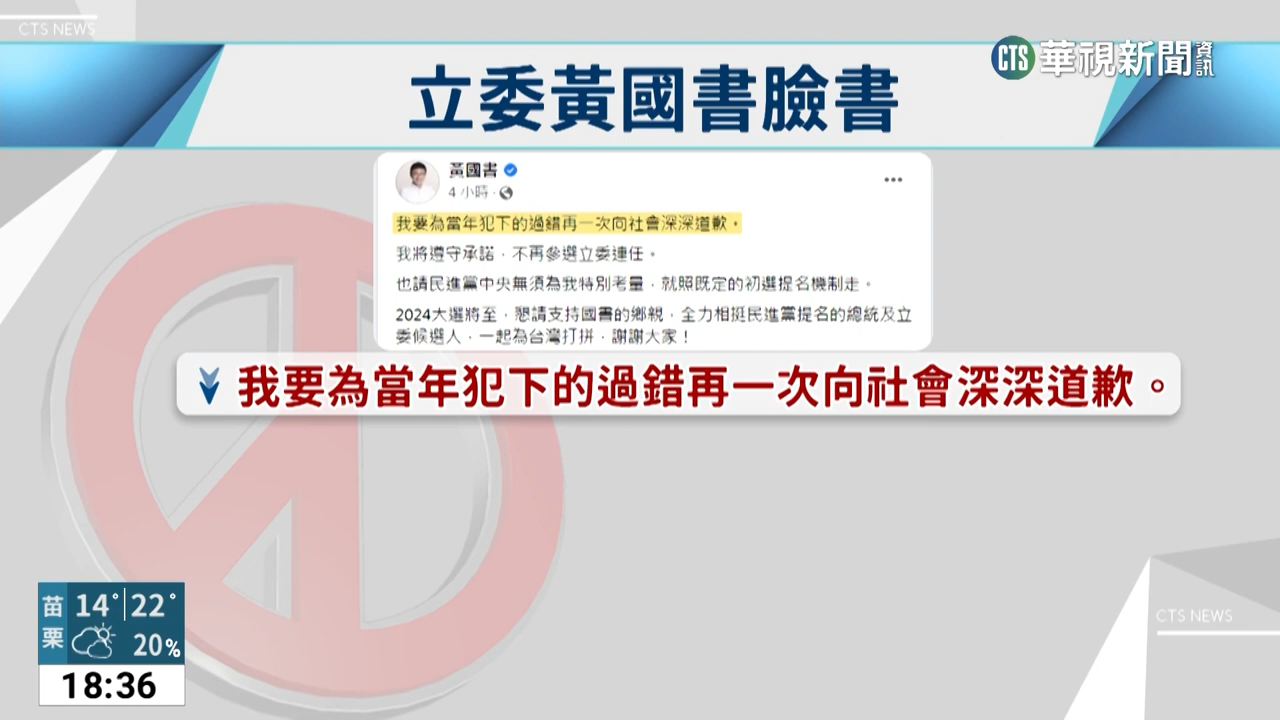 CTS NEWS
CTS 華視新聞 資訊
立委黃國書臉書
黃國書
4 小時
我要為當年犯下的過錯再一次向社會深深道歉。
我將遵守承諾，不再參選立委連任。
也請民進黨中央無須為我特別考量，就照既定的初選提名機制走。
2024大選將至，懇請支持國書的鄉親，全力相挺民進黨提名的總統及立
委候選人，一起為台灣打拼，謝謝大家！
我要為當年犯下的過錯再一次向社會深深道歉。
苗栗 14° 22°
20%
18:36
CTS NEWS